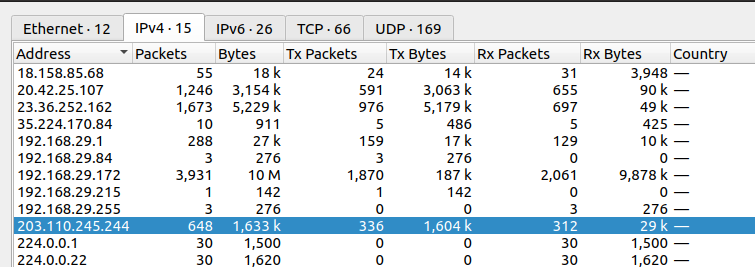 Ethernet · 12 IPv4 · 15 IPv6 · 26 TCP · 66 UDP · 169
Address Packets Bytes Tx Packets Tx Bytes Rx Packets Rx Bytes Country
18.158.85.68 55 18 k 24 14 k 31 3,948 —
20.42.25.107 1,246 3,154 k 591 3,063 k 655 90 k —
23.36.252.162 1,673 5,229 k 976 5,179 k 697 49 k —
35.224.170.84 10 911 5 486 5 425 —
192.168.29.1 288 27 k 159 17 k 129 10 k —
192.168.29.84 3 276 3 276 0 0 —
192.168.29.172 3,931 10 M 1,870 187 k 2,061 9,878 k —
192.168.29.215 1 142 1 142 0 0 —
192.168.29.255 3 276 0 0 3 276 —
203.110.245.244 648 1,633 k 336 1,604 k 312 29 k —
224.0.0.1 30 1,500 0 0 30 1,500 —
224.0.0.22 30 1,620 0 0 30 1,620 —